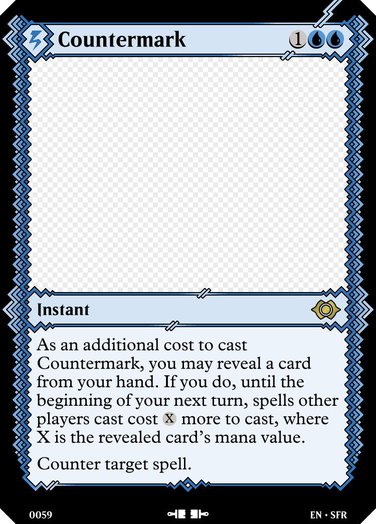 Countermark 1
Instant
As an additional cost to cast
Countermark, you may reveal a card
from your hand. If you do, until the
beginning of your next turn, spells other
players cast cost X more to cast, where
X is the revealed card's mana value.
Counter target spell.
0059 EN • SFR